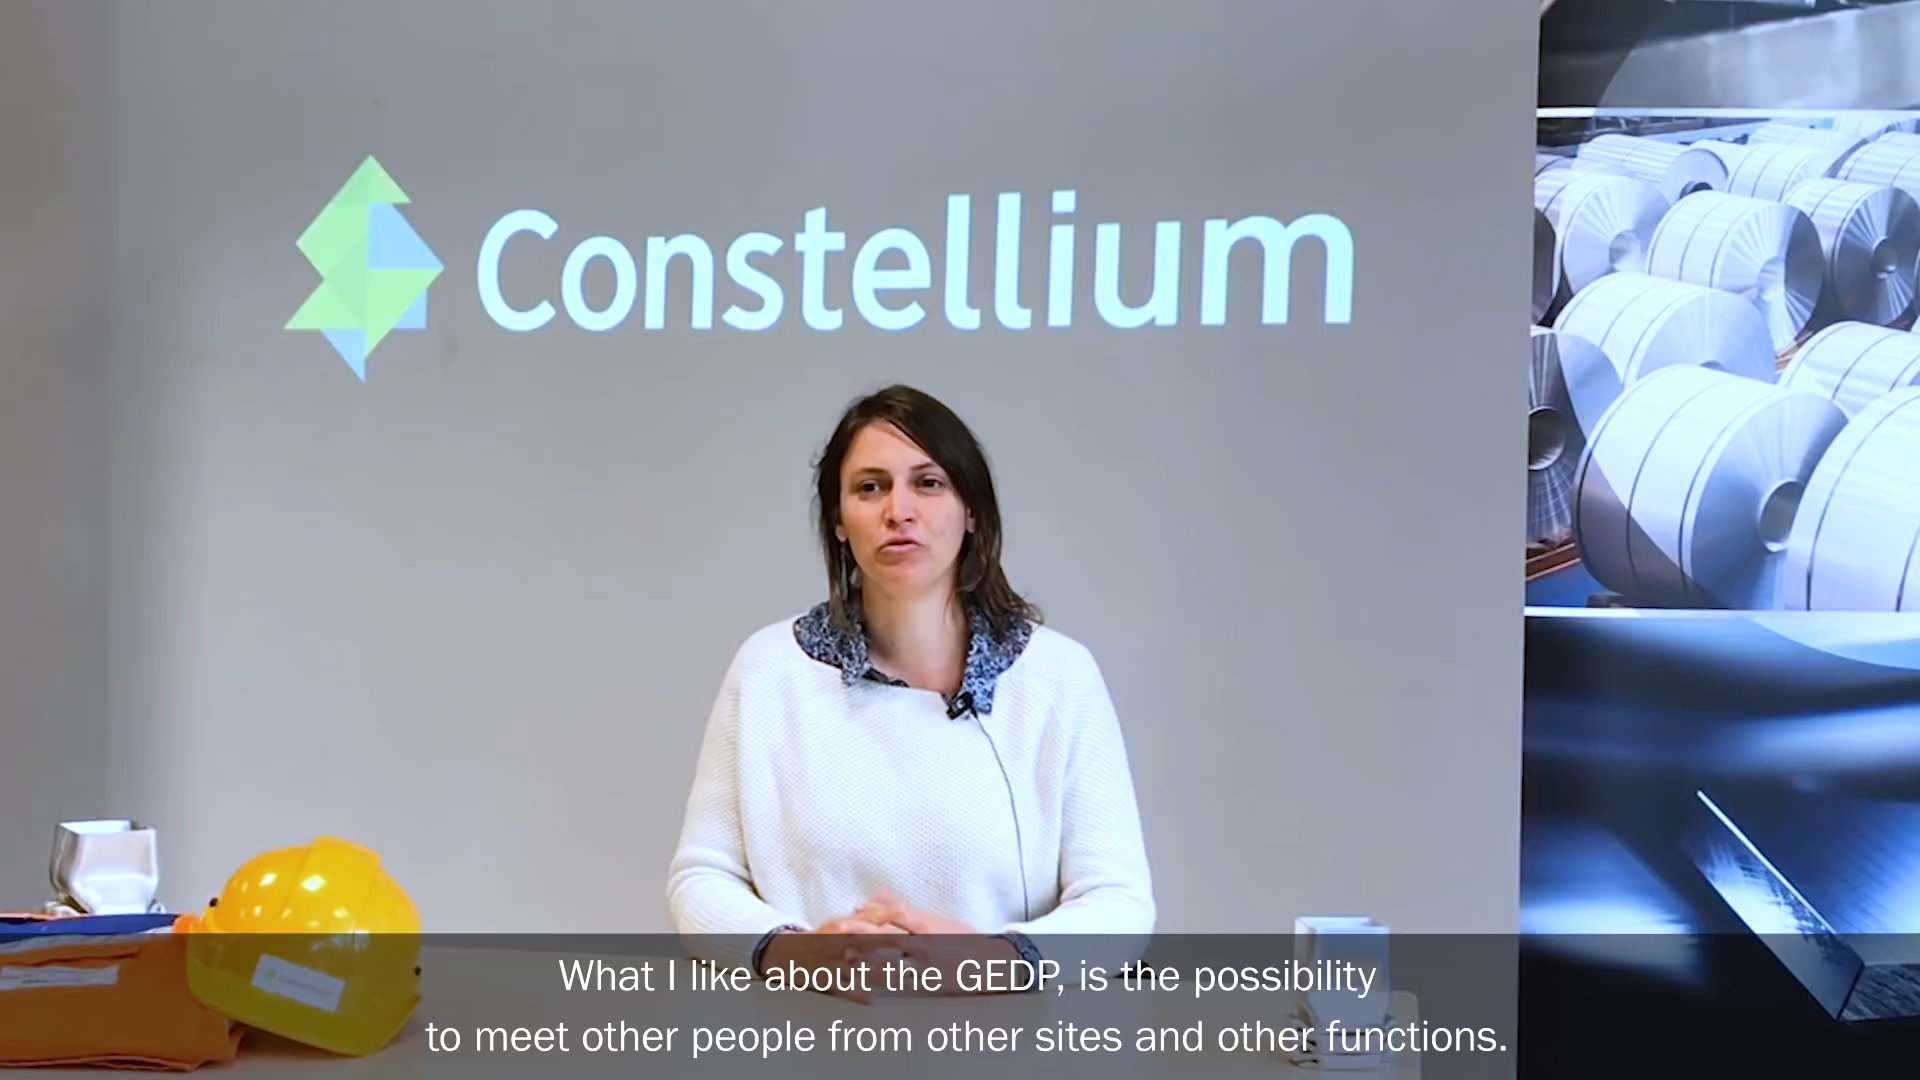 Constellium
What I like about the GEDP, is the possibility
to meet other people from other sites and other functions.